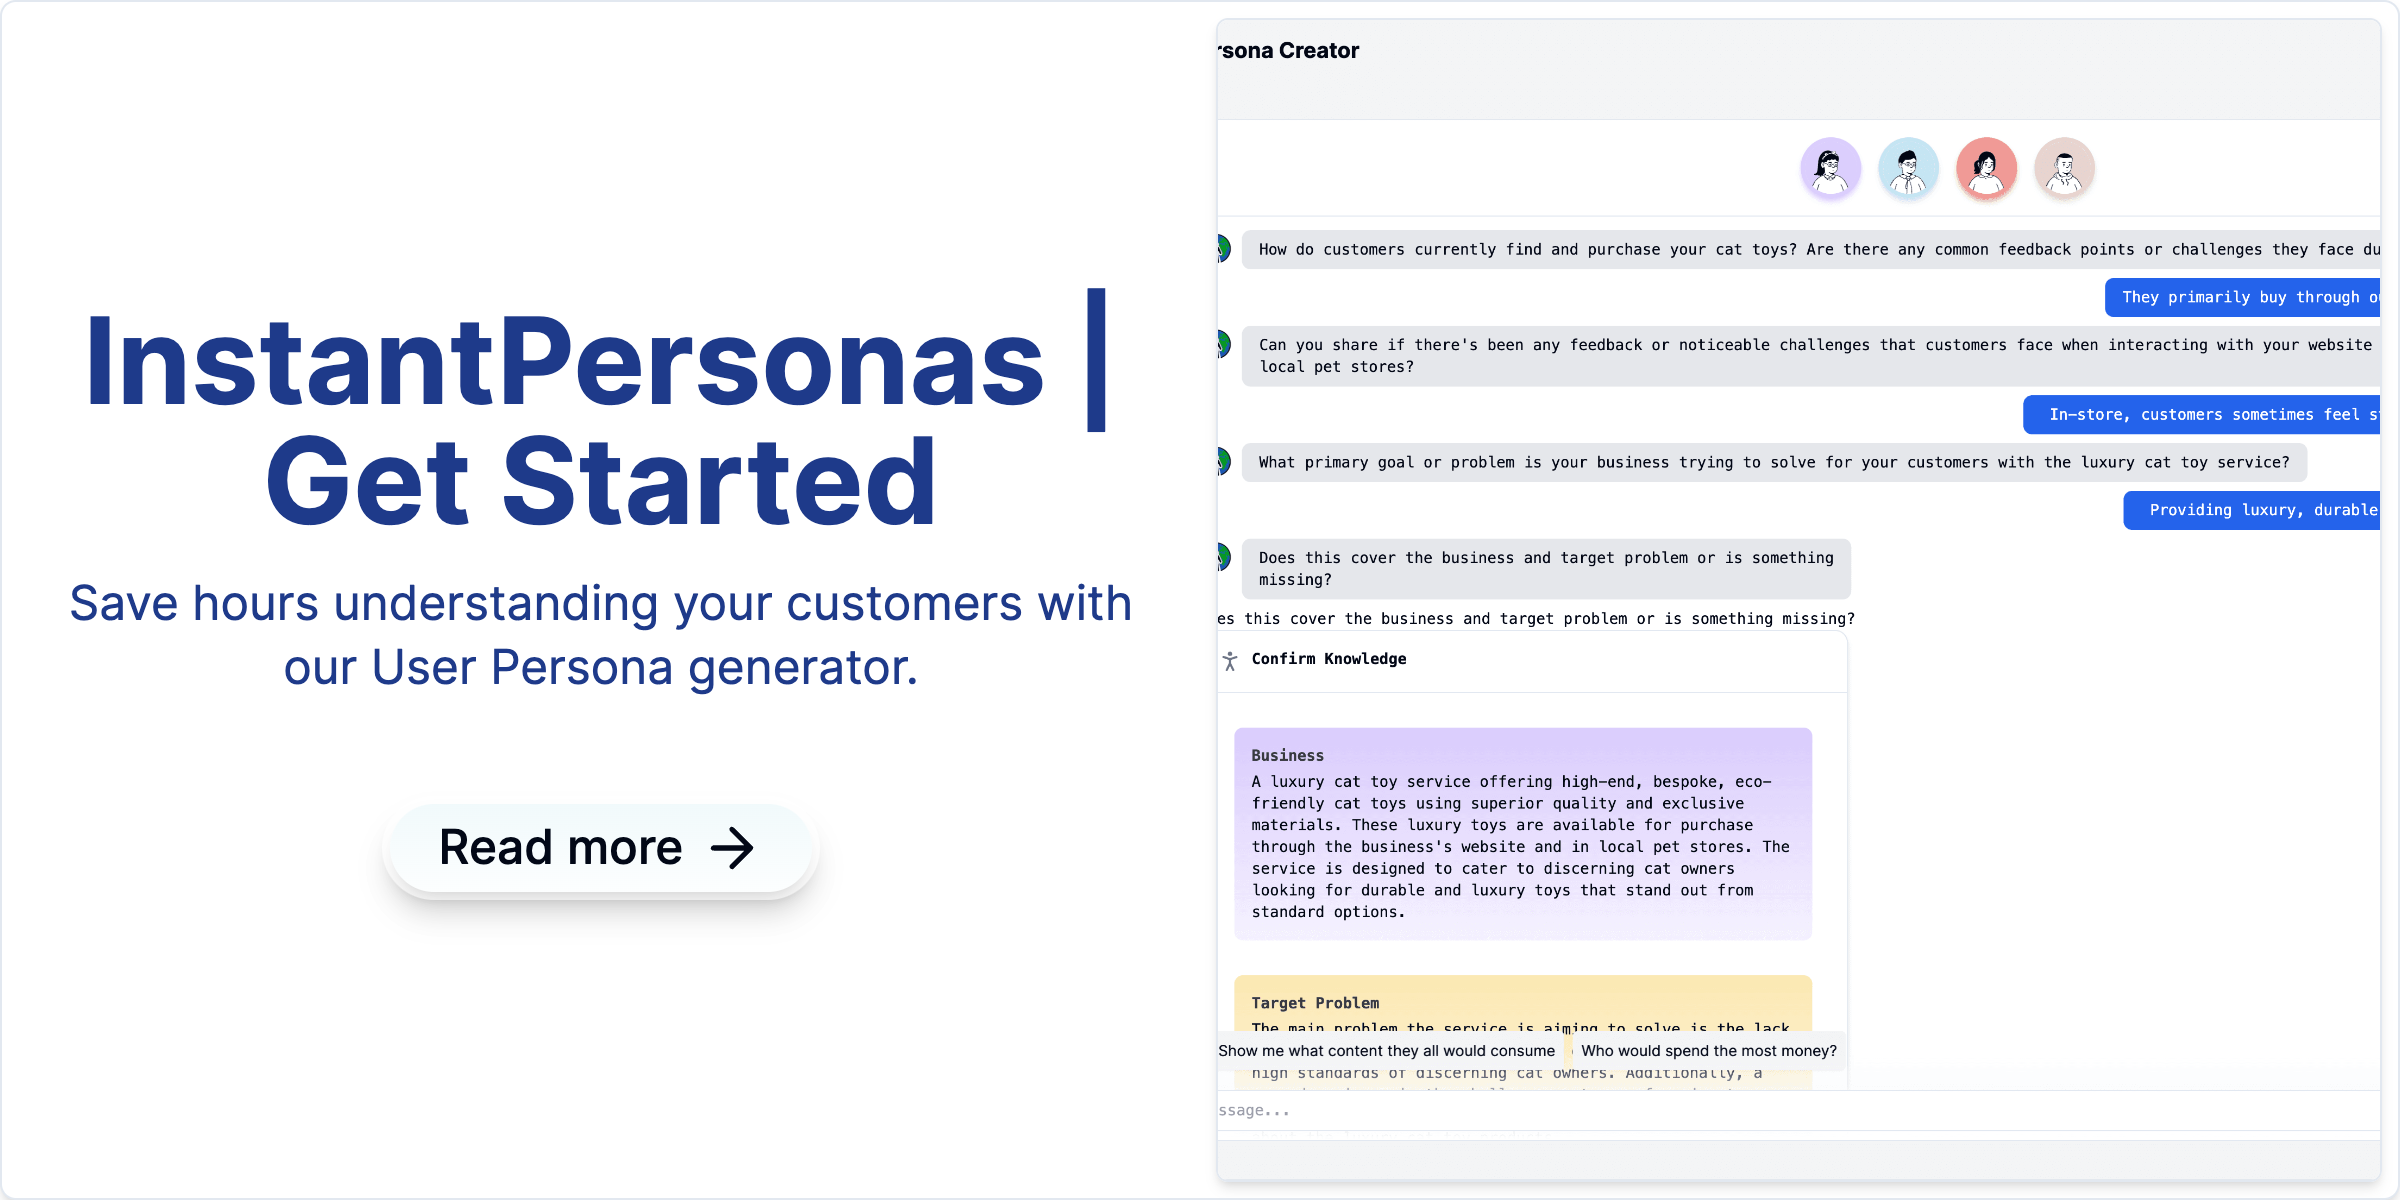 InstantPersonas |
Get Started
Save hours understanding your customers with
our User Persona generator.
Read more
rsona Creator
How do customers currently find and purchase your cat toys? Are there any common feedback points or challenges they face du
They primarily buy through o
Can you share if there's been any feedback or noticeable challenges that customers face when interacting with your website
local pet stores?
In-store, customers sometimes feel s
What primary goal or problem is your business trying to solve for your customers with the luxury cat toy service?
Providing luxury, durable
Does this cover the business and target problem or is something
missing?
es this cover the business and target problem or is something missing?
Confirm Knowledge
Business
A luxury cat toy service offering high-end, bespoke, eco-
friendly cat toys using superior quality and exclusive
materials. These luxury toys are available for purchase
through the business's website and in local pet stores. The
service is designed to cater to discerning cat owners
looking for durable and luxury toys that stand out from
standard options.
Target Problem
The main problem the service is aiming to solve is the lack
Show me what content they all would consume
Who would spend the most money?
high standards of discerning cat owners. Additionally, a
ssage...